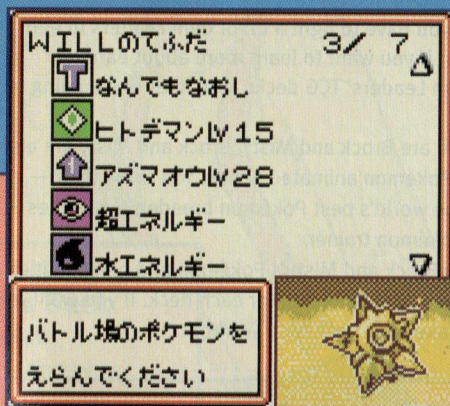 WILLのてふだ 3/ 7
T なんでもなおし
ヒトデマンLV15
アズマオウLV28
超エネルギー
水エネルギー
バトル場のポケモンを
えらんでください